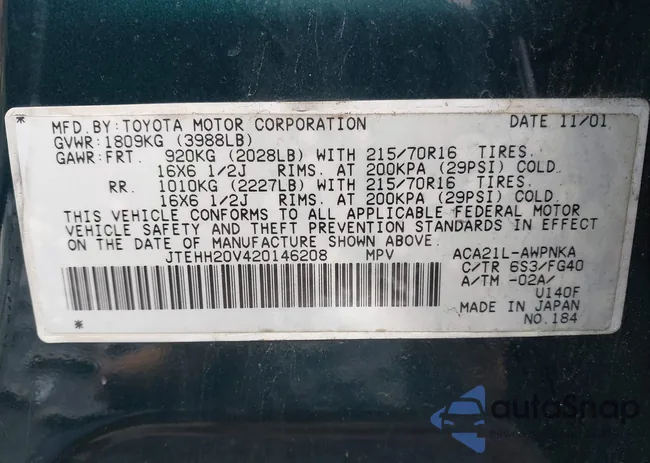 MFD.BY:TOYOTA MOTOR CORPORATION DATE 11/01
GVWR:1809KG (3988LB)
GAWR:FRT. 920KG (2028LB) WITH 215/70R16 TIRES.
16X6 1/2J RIMS. AT 200KPA (29PSI) COLD.
RR. 1010KG (2227LB) WITH 215/70R16 TIRES.
16X6 1/2J RIMS. AT 200KPA (29PSI) COLD.
THIS VEHICLE CONFORMS TO ALL APPLICABLE FEDERAL MOTOR
VEHICLE SAFETY AND THEFT PREVENTION STANDARDS IN EFFECT
ON THE DATE OF MANUFACTURE SHOWN ABOVE.
JTEHH20V420146208 MPV ACA21L-AWPNKA
C/TR 6S3/FG40
A/TM -02A/
U140F
MADE IN JAPAN
NO.184
autoSnap